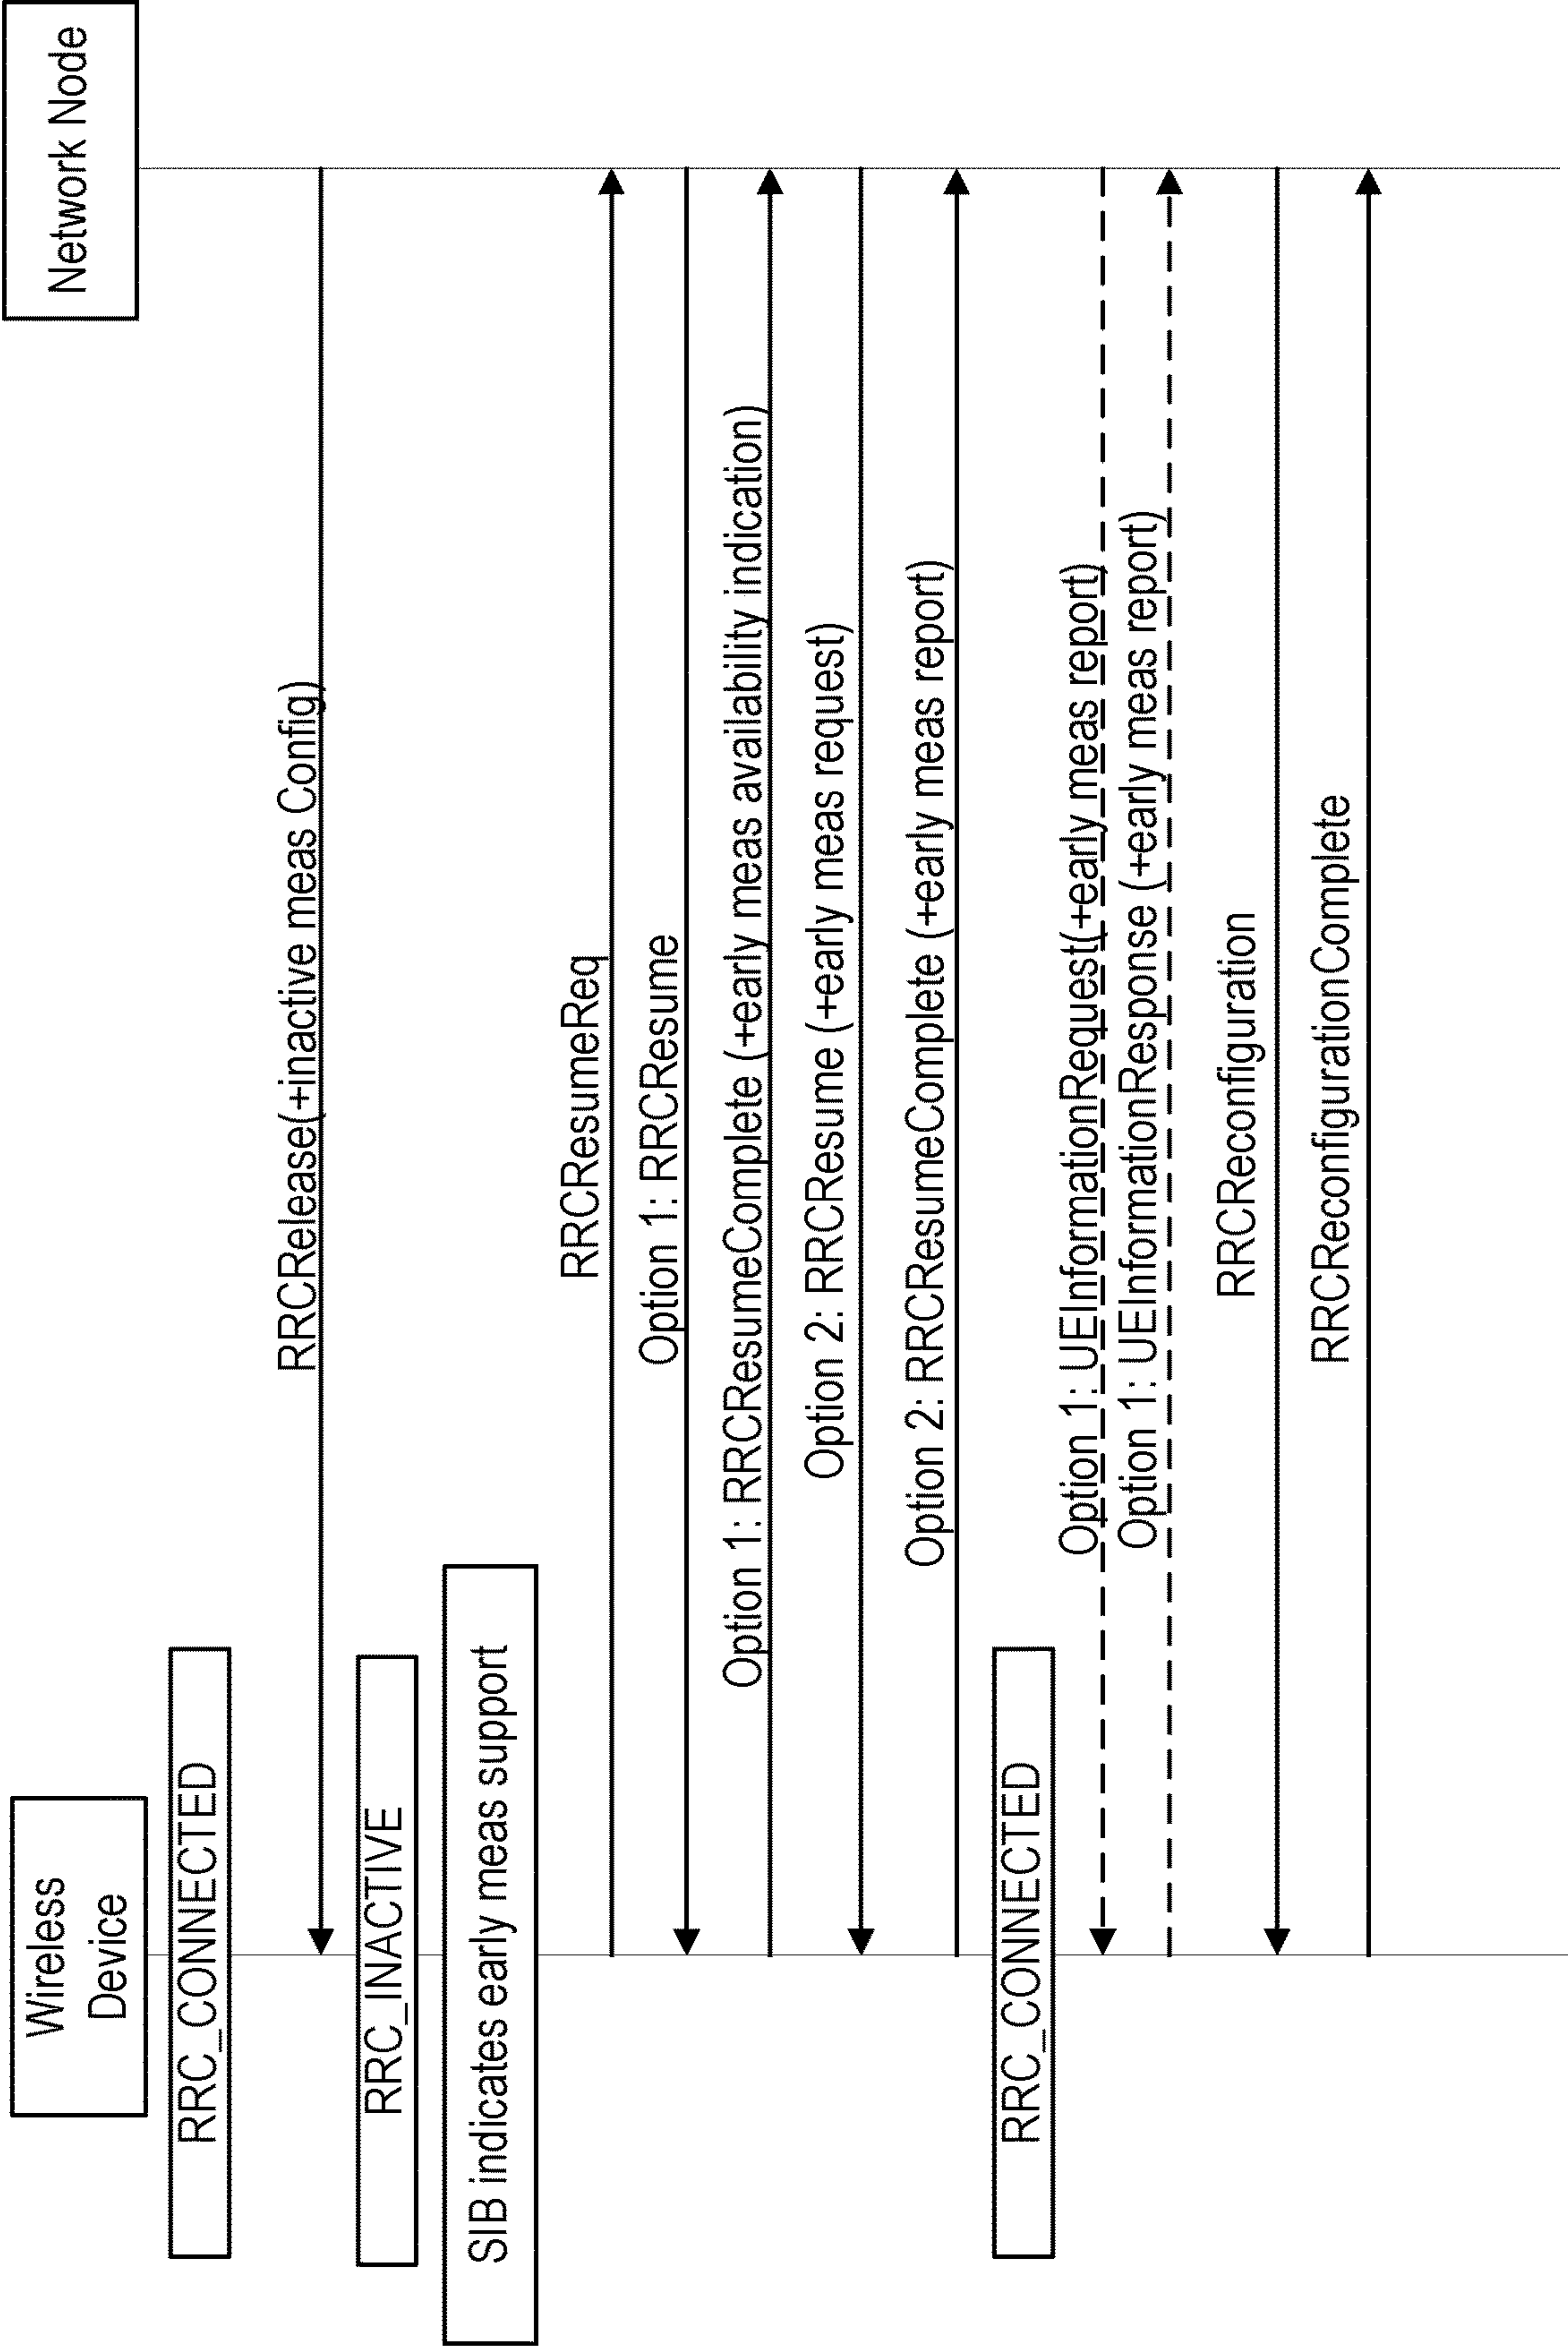 Wireless
Device
Network Node
RRC_CONNECTED
RRCRelease(+inactive meas Config)
RRC_INACTIVE
SIB indicates early meas support
RRCResumeReq
Option 1: RRCResume
Option 1: RRCResumeComplete (+early meas availability indication)
Option 2: RRCResume (+early meas request)
Option 2: RRCResumeComplete (+early meas report)
RRC_CONNECTED
Option 1: UEInformationRequest(+early meas report)
Option 1: UEInformationResponse (+early meas report)
RRCReconfiguration
RRCReconfigurationComplete